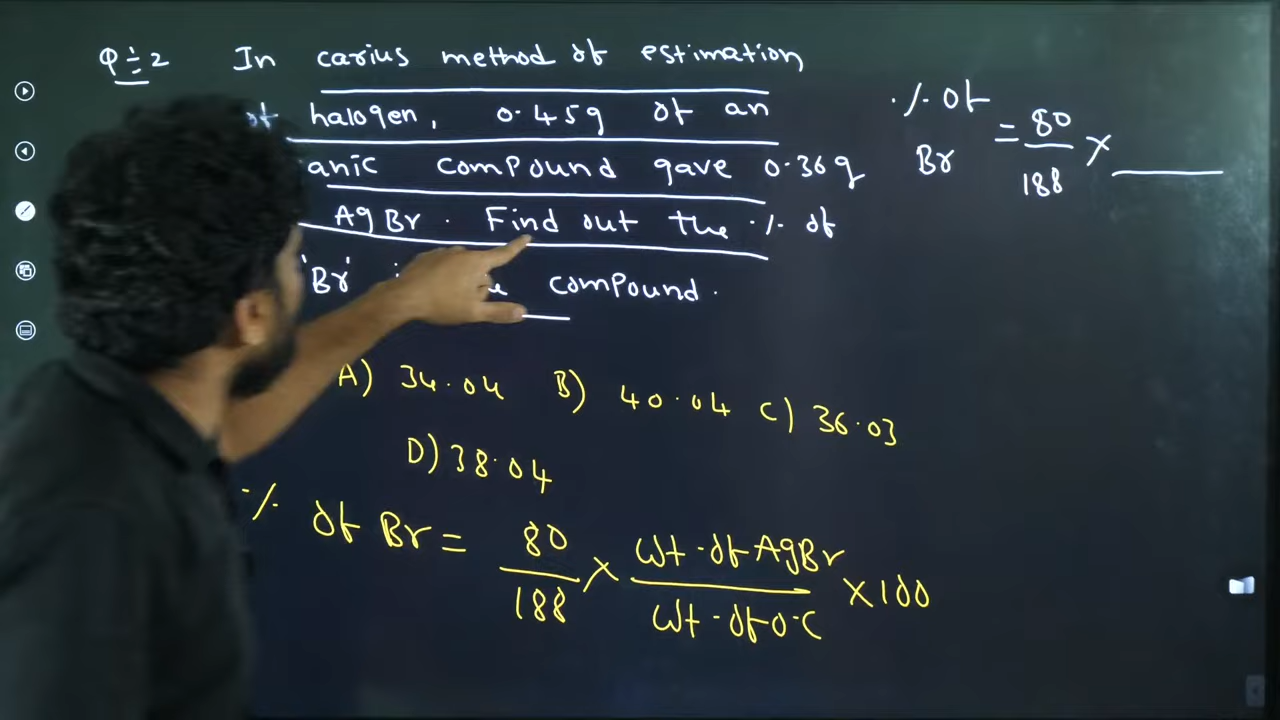 Q÷2 In carius method of estimation
of halogen, 0.45g of an
anic compound gave 0.36g
AgBr. Find out the % of
'Br' compound.
A) 34.04 B) 40.04 C) 36.03
D) 38.04
% of Br = 80/188 × Wt.of AgBr/Wt.of O.C ×100
% of Br = 80/188 ×